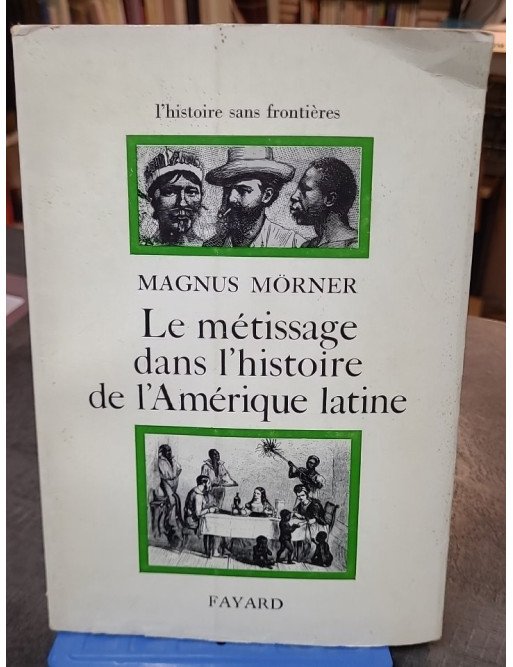 l'histoire sans frontières
MAGNUS MÖRNER
Le métissage
dans l'histoire
de l'Amérique latine
FAYARD